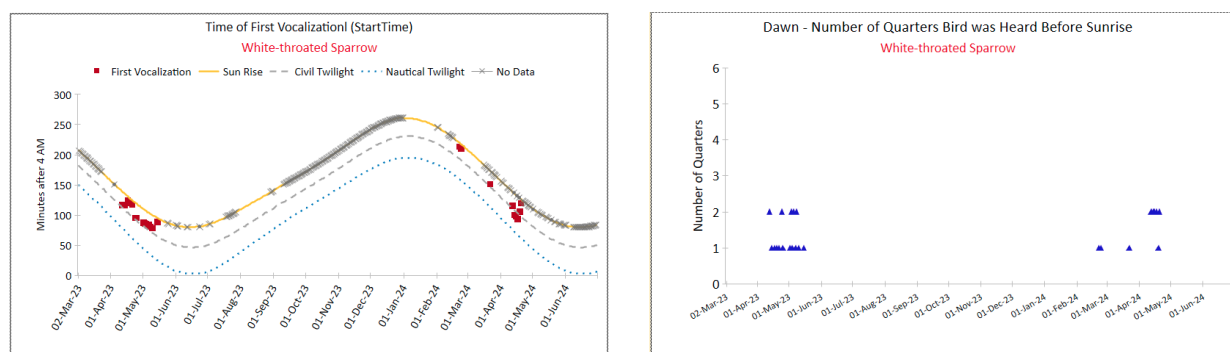 Time of First Vocalizationl (StartTime)
White-throated Sparrow
First Vocalization Sun Rise Civil Twilight Nautical Twilight No Data
300
250
200
150
100
50
0
Minutes after 4 AM
02-Mar-23 01-Apr-23 01-May-23 01-Jun-23 01-Jul-23 01-Aug-23 01-Sep-23 01-Oct-23 01-Nov-23 01-Dec-23 01-Jan-24 01-Feb-24 01-Mar-24 01-Apr-24 01-May-24 01-Jun-24
Dawn - Number of Quarters Bird was Heard Before Sunrise
White-throated Sparrow
6
5
4
3
2
1
0
Number of Quarters
02-Mar-23 01-Apr-23 01-May-23 01-Jun-23 01-Jul-23 01-Aug-23 01-Sep-23 01-Oct-23 01-Nov-23 01-Dec-23 01-Jan-24 01-Feb-24 01-Mar-24 01-Apr-24 01-May-24 01-Jun-24